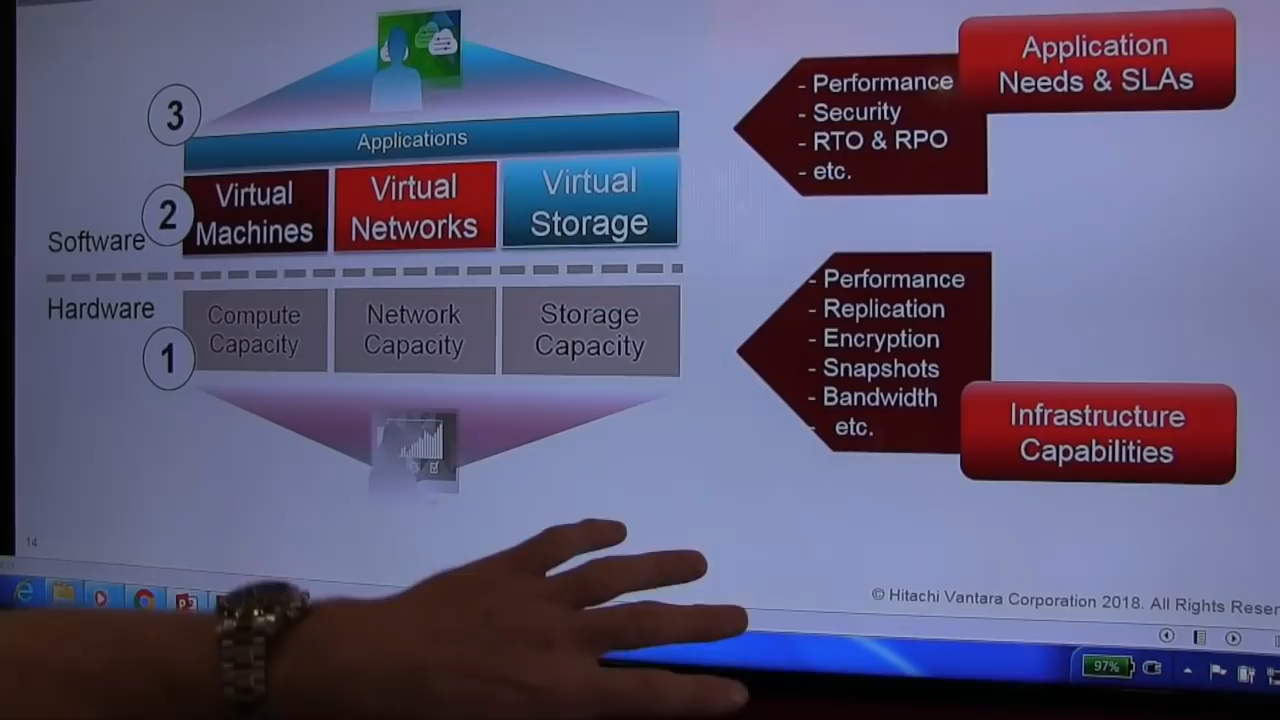 Application
Needs & SLAs
- Performance
- Security
- RTO & RPO
- etc.
3
Applications
2
Virtual
Machines
Virtual
Networks
Virtual
Storage
Software
Hardware
1
Compute
Capacity
Network
Capacity
Storage
Capacity
- Performance
- Replication
- Encryption
- Snapshots
- Bandwidth
- etc.
Infrastructure
Capabilities
14
© Hitachi Vantara Corporation 2018. All Rights Reser
97%